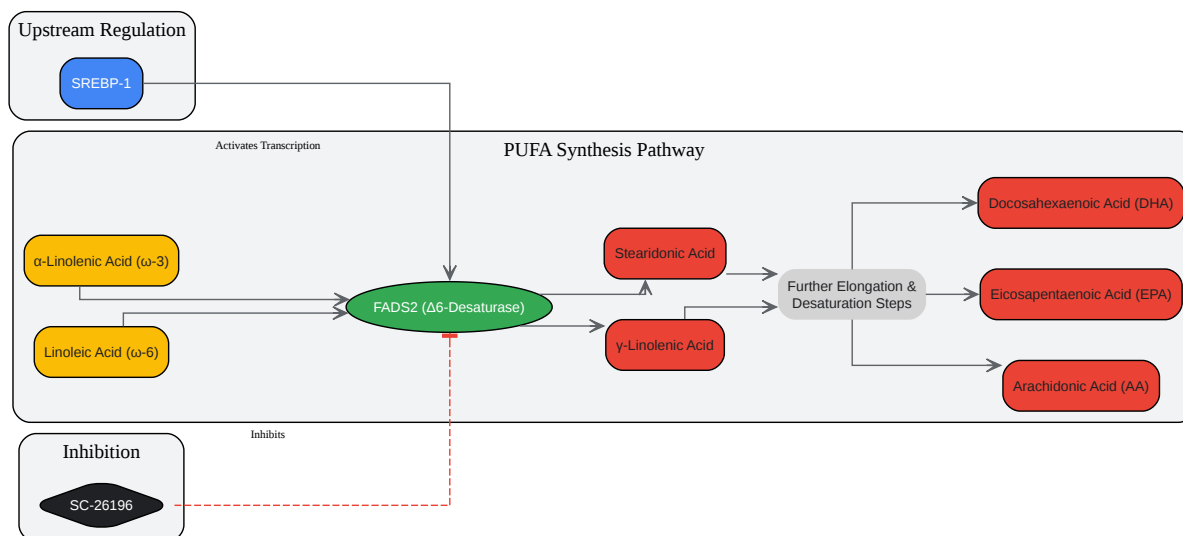 Upstream Regulation
SREBP-1
Activates Transcription
PUFA Synthesis Pathway
α-Linolenic Acid (ω-3)
Linoleic Acid (ω-6)
FADS2 (Δ6-Desaturase)
Stearidonic Acid
γ-Linolenic Acid
Further Elongation &
Desaturation Steps
Docosahexaenoic Acid (DHA)
Eicosapentaenoic Acid (EPA)
Arachidonic Acid (AA)
Inhibits
Inhibition
SC-26196